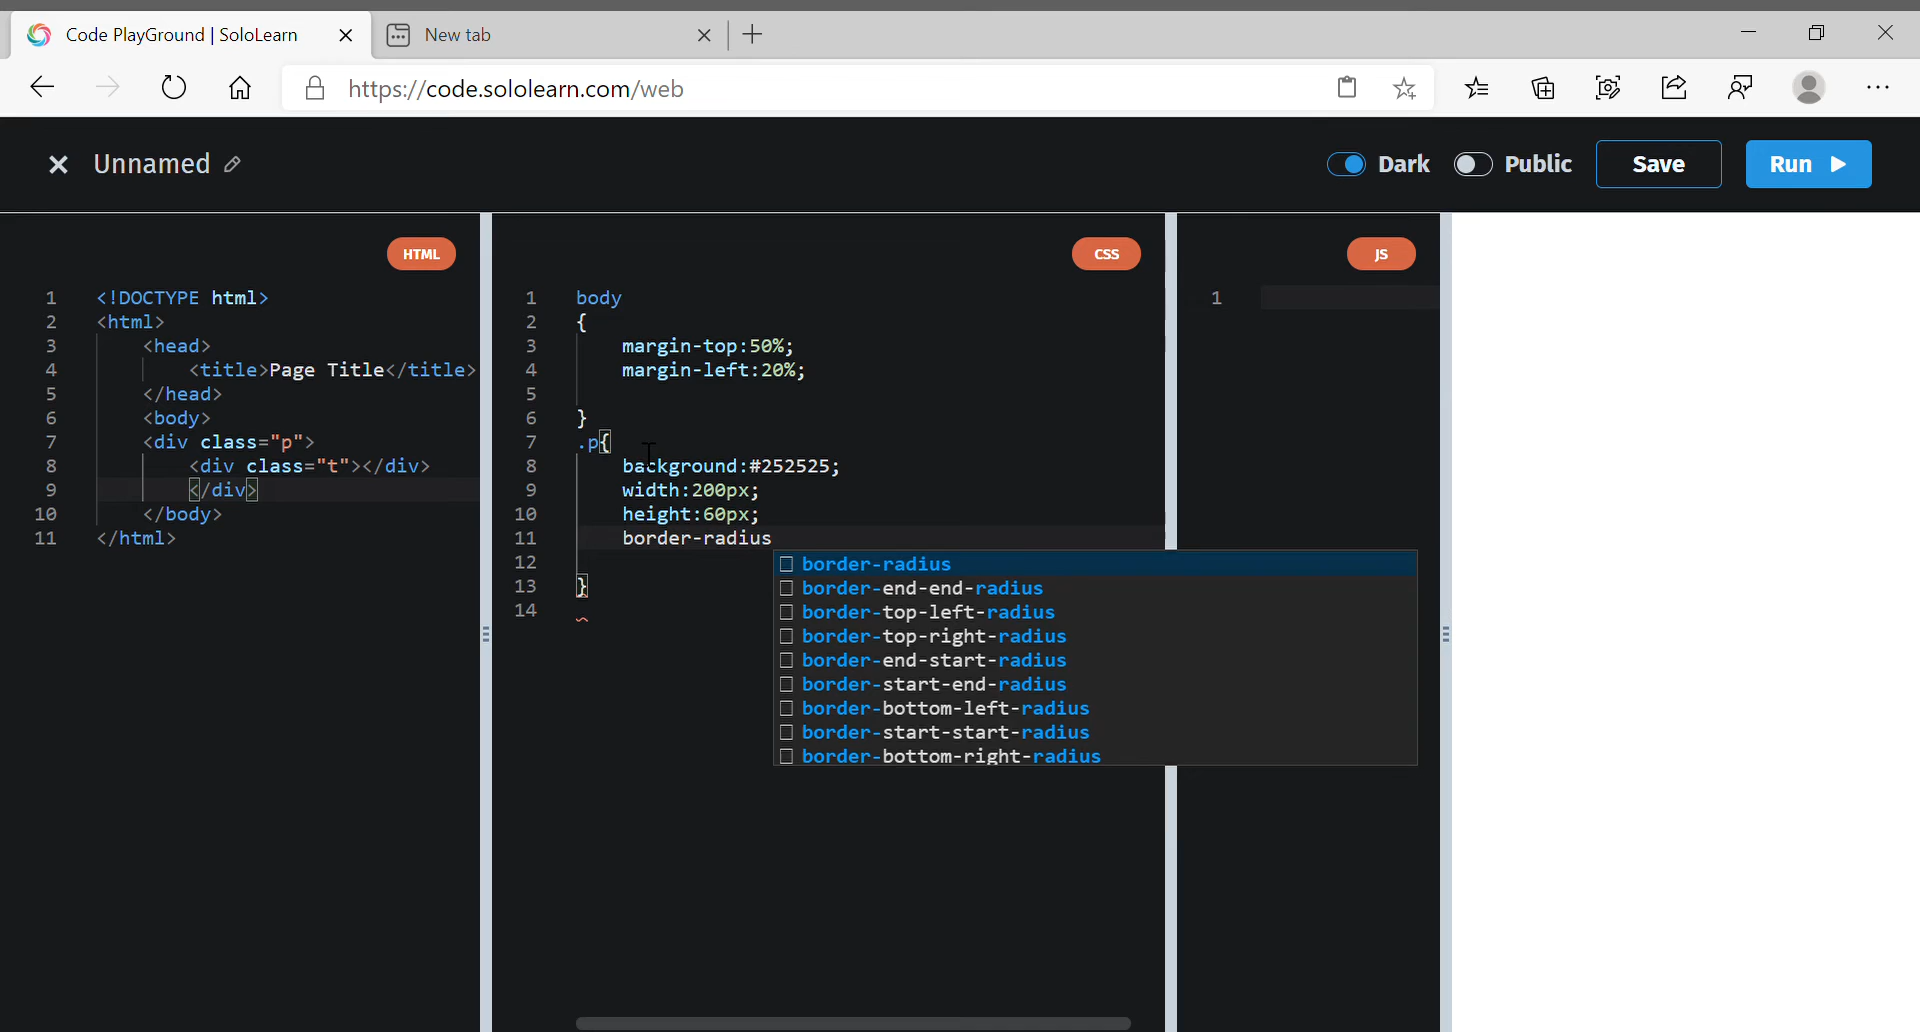 Code PlayGround | SoloLearn
New tab
https://code.sololearn.com/web
Unnamed
Dark
Public
Save
Run
HTML
1 <!DOCTYPE html>
2 <html>
3 <head>
4 <title>Page Title</title>
5 </head>
6 <body>
7 <div class="p">
8 <div class="t"></div>
9 </div>
10 </body>
11 </html>
CSS
1 body
2 {
3 margin-top:50%;
4 margin-left:20%;
5
6 }
7 .p{
8 background:#252525;
9 width:200px;
10 height:60px;
11 border-radius
12
13 }
14
border-radius
border-end-end-radius
border-top-left-radius
border-top-right-radius
border-end-start-radius
border-start-end-radius
border-bottom-left-radius
border-start-start-radius
border-bottom-right-radius
JS
1